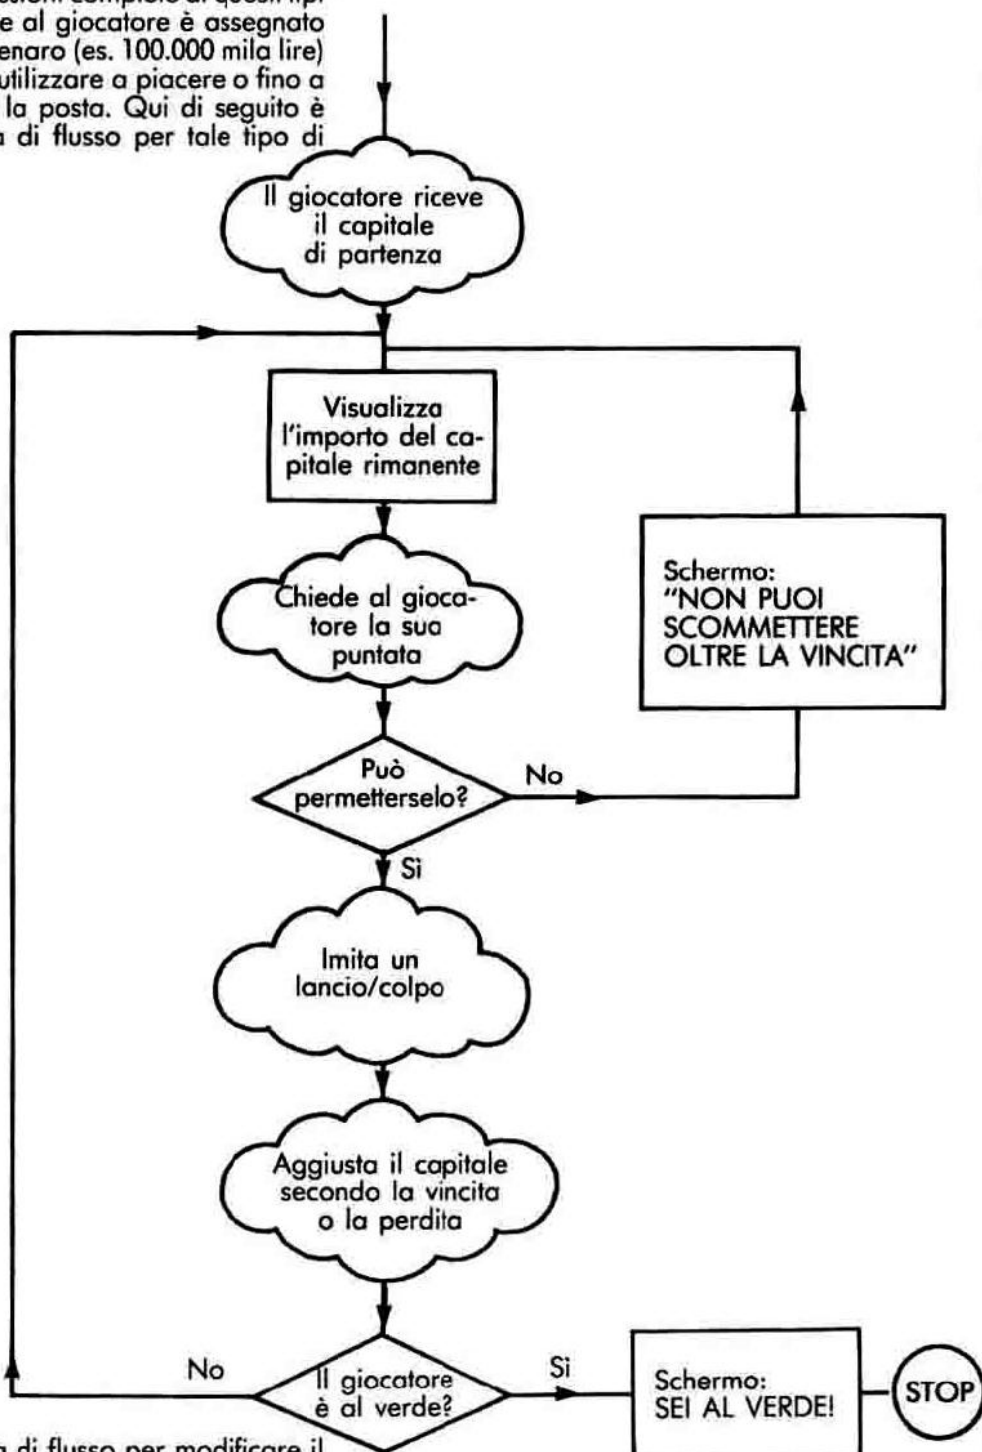 e al giocatore è assegnato
enaro (es. 100.000 mila lire)
utilizzare a piacere o fino a
la posta. Qui di seguito è
di flusso per tale tipo di
Il giocatore riceve
il capitale
di partenza
Visualizza
l'importo del ca-
pitale rimanente
Chiede al gioca-
tore la sua
puntata
Schermo:
"NON PUOI
SCOMMETTERE
OLTRE LA VINCITA"
Può
permetterselo?
No
Sì
Imita un
lancio/colpo
Aggiusta il capitale
secondo la vincita
o la perdita
No
Il giocatore
è al verde?
Sì
Schermo:
SEI AL VERDE!
STOP
di flusso per modificare il